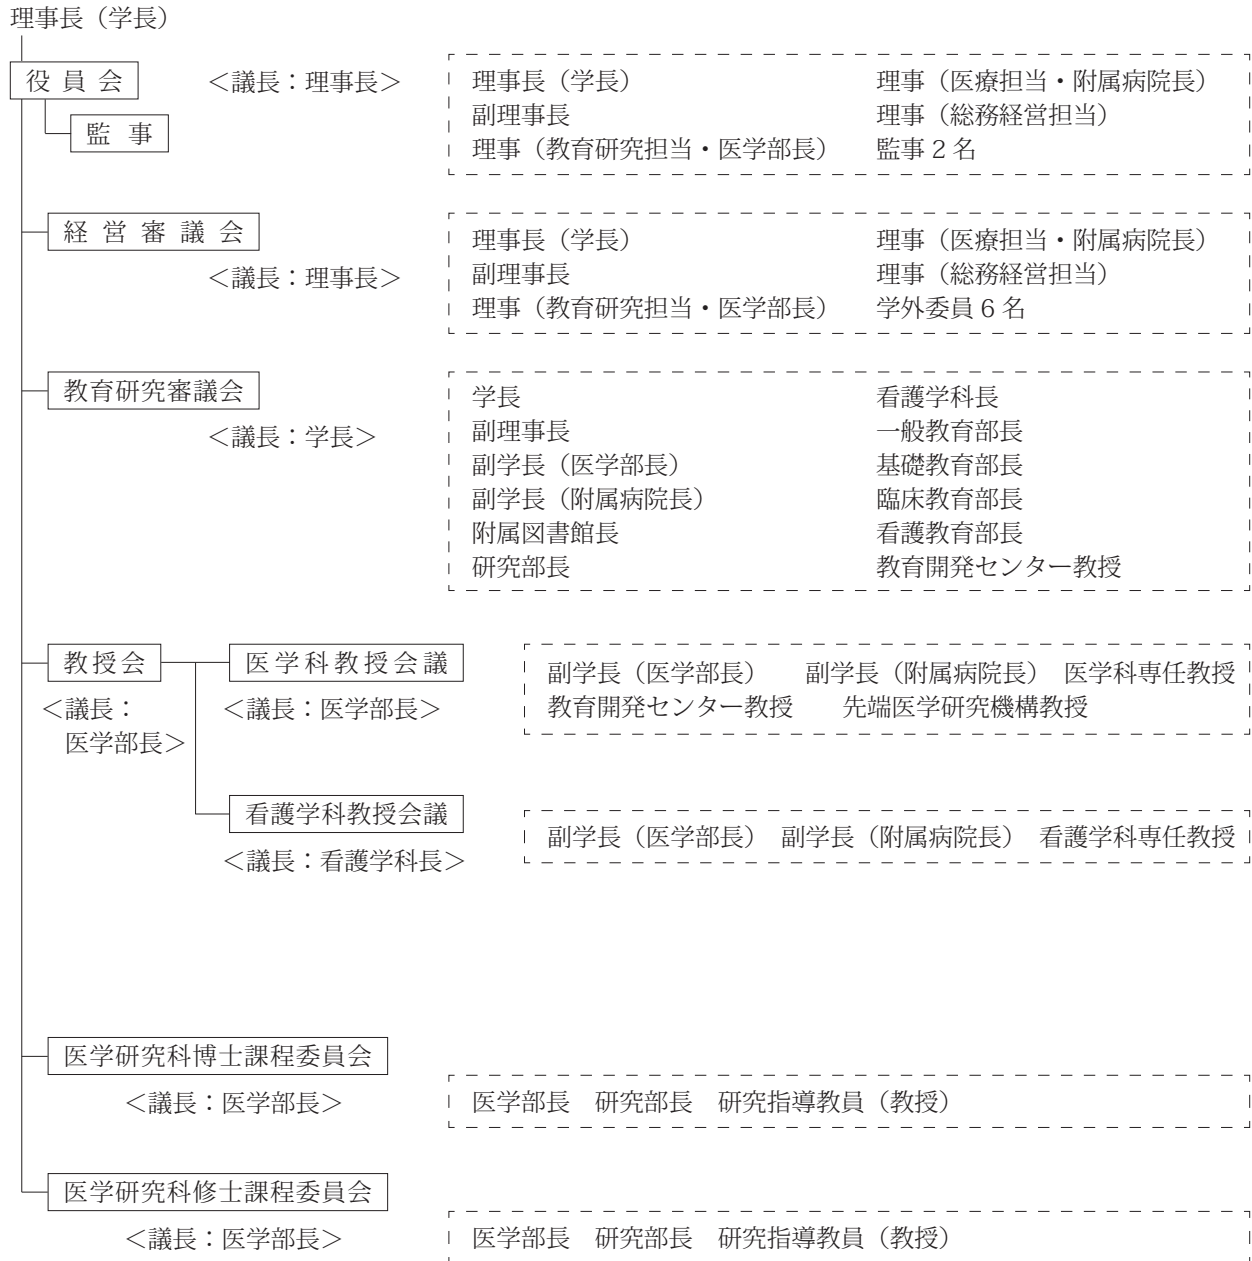 理事長（学長）
役員会 ＜議長：理事長＞ 理事長（学長） 理事（医療担当・附属病院長）
副理事長 理事（総務経営担当）
監事 理事（教育研究担当・医学部長） 監事２名
経営審議会 理事長（学長） 理事（医療担当・附属病院長）
＜議長：理事長＞ 副理事長 理事（総務経営担当）
理事（教育研究担当・医学部長） 学外委員６名
教育研究審議会 学長 看護学科長
＜議長：学長＞ 副理事長 一般教育部長
副学長（医学部長） 基礎教育部長
副学長（附属病院長） 臨床教育部長
附属図書館長 看護教育部長
研究部長 教育開発センター教授
教授会 医学科教授会議 副学長（医学部長） 副学長（附属病院長） 医学科専任教授
＜議長： ＜議長：医学部長＞ 教育開発センター教授 先端医学研究機構教授
医学部長＞
看護学科教授会議 副学長（医学部長） 副学長（附属病院長） 看護学科専任教授
＜議長：看護学科長＞
医学研究科博士課程委員会
＜議長：医学部長＞ 医学部長 研究部長 研究指導教員（教授）
医学研究科修士課程委員会
＜議長：医学部長＞ 医学部長 研究部長 研究指導教員（教授）